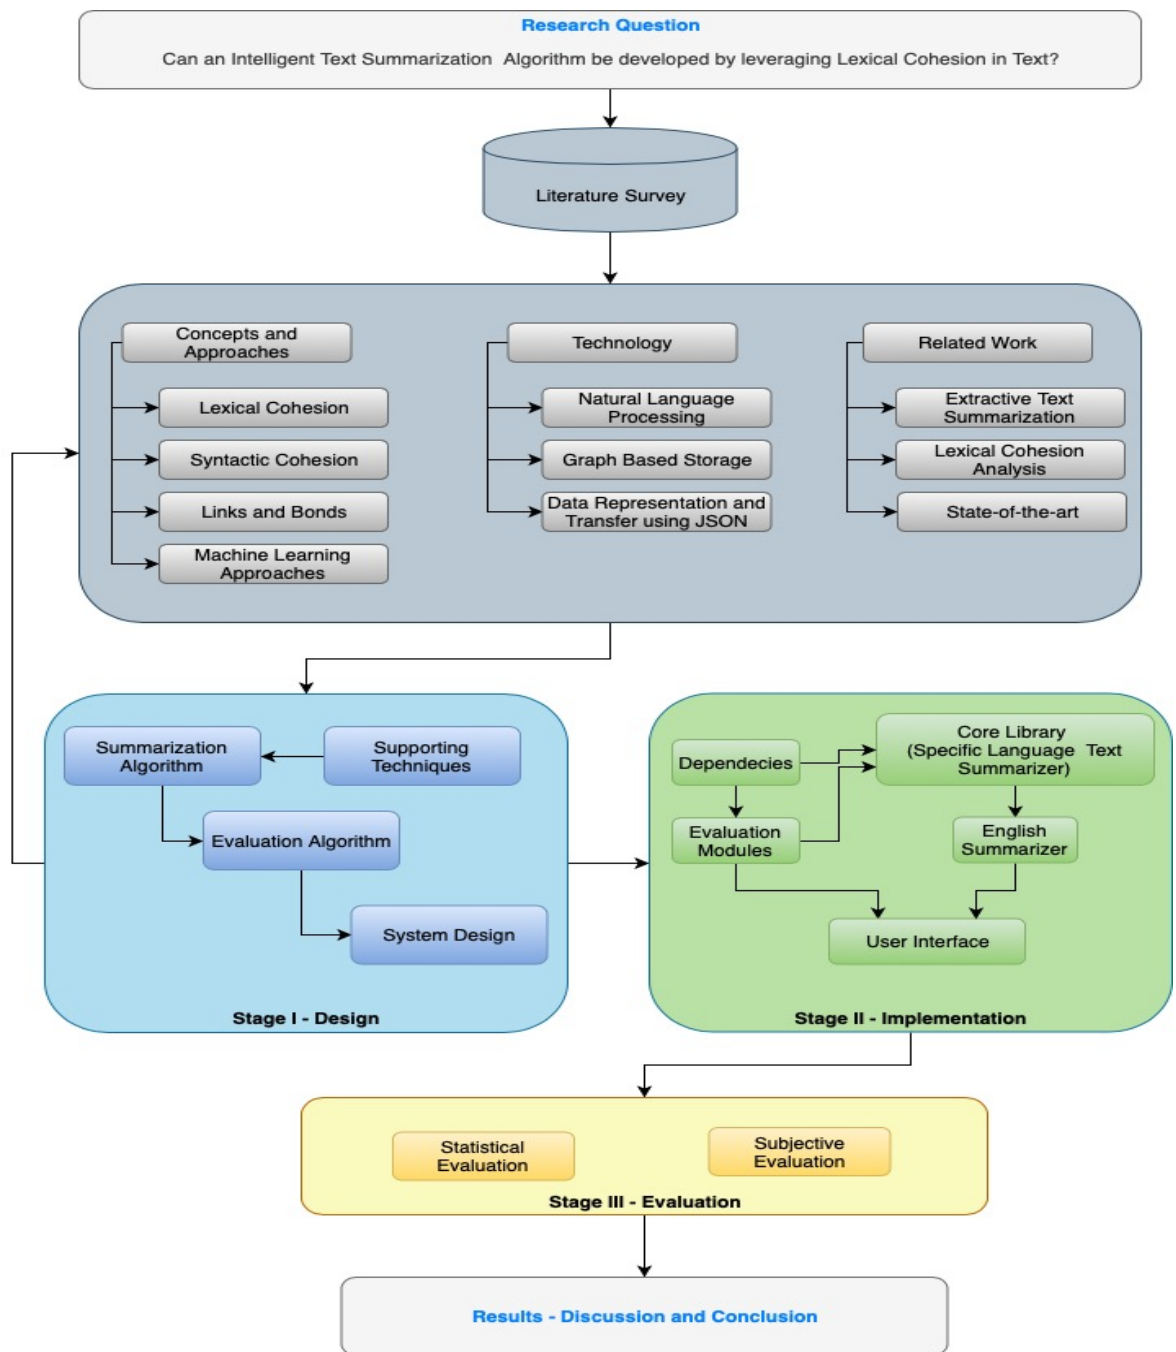 Research Question
Can an Intelligent Text Summarization Algorithm be developed by leveraging Lexical Cohesion in Text?
Literature Survey
Concepts and
Approaches
Lexical Cohesion
Syntactic Cohesion
Links and Bonds
Machine Learning
Approaches
Technology
Natural Language
Processing
Graph Based Storage
Data Representation and
Transfer using JSON
Related Work
Extractive Text
Summarization
Lexical Cohesion
Analysis
State-of-the-art
Summarization
Algorithm
Supporting
Techniques
Evaluation Algorithm
System Design
Stage I - Design
Dependecies
Core Library
(Specific Language Text
Summarizer)
Evaluation
Modules
English
Summarizer
User Interface
Stage II - Implementation
Statistical
Evaluation
Subjective
Evaluation
Stage III - Evaluation
Results - Discussion and Conclusion